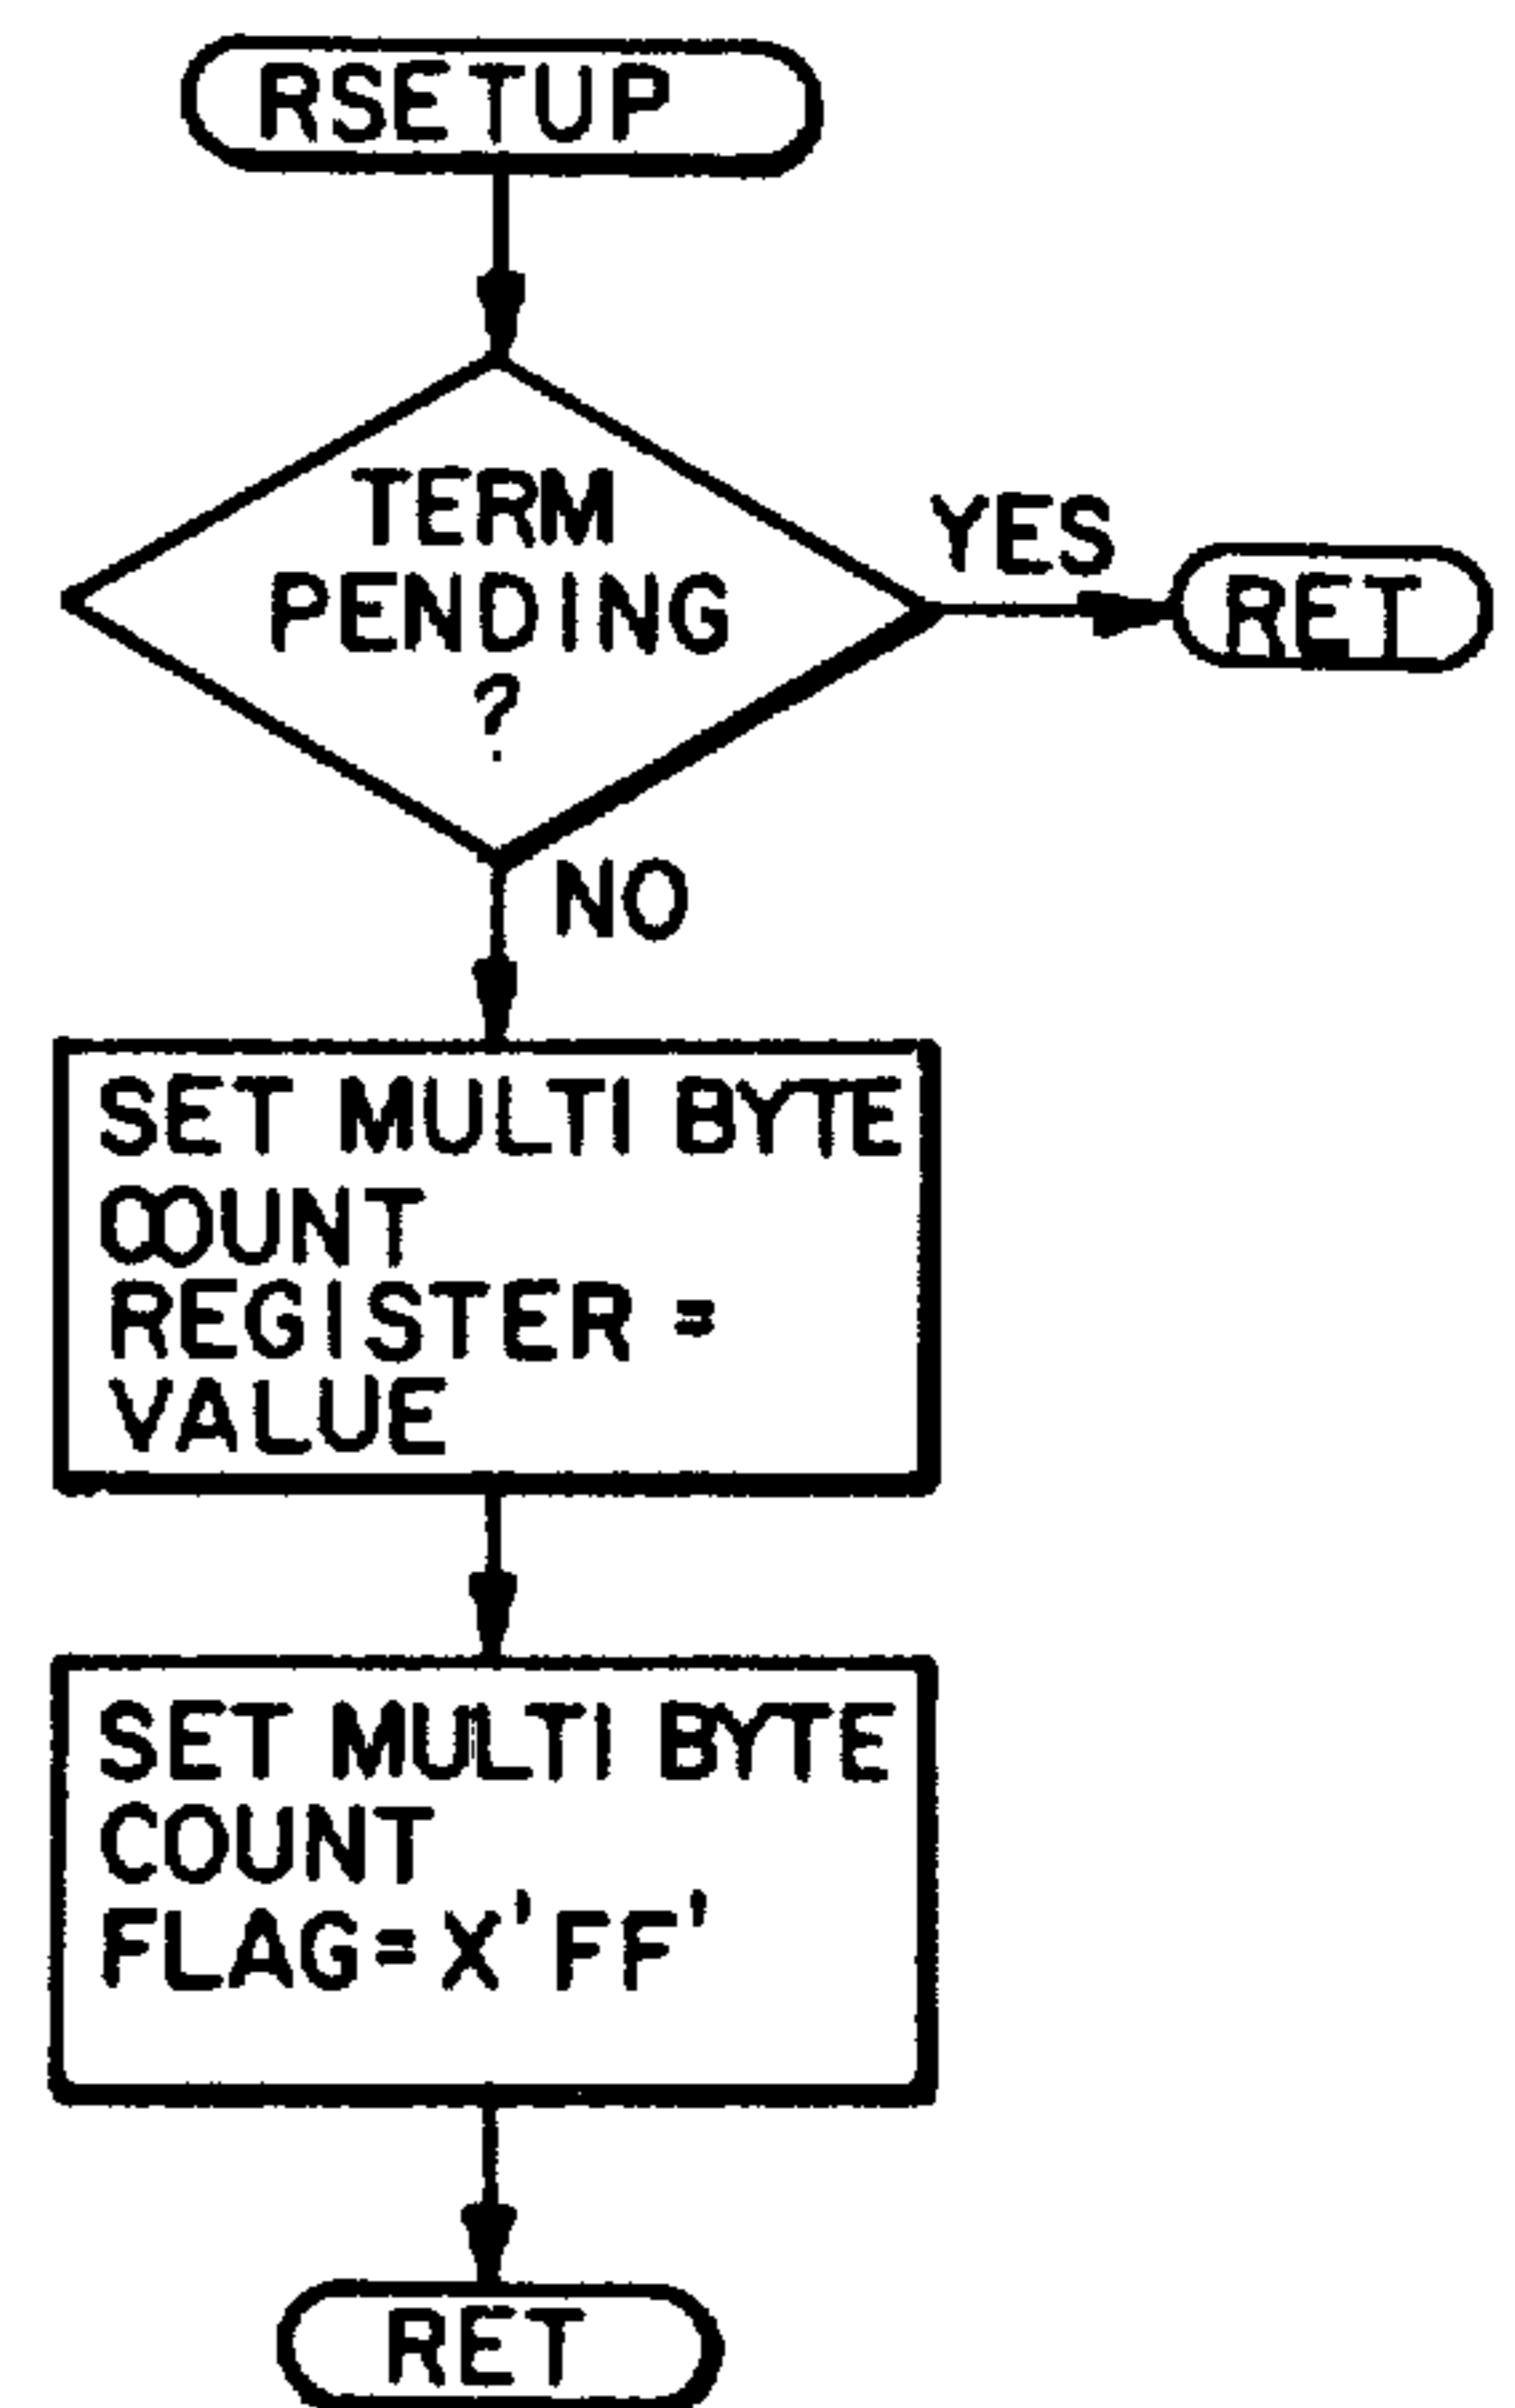 RSETUP
TERM
PENDING
?
YES
RET
NO
SET MULTI BYTE
COUNT
REGISTER =
VALUE
SET MULTI BYTE
COUNT
FLAG=X'FF'
RET